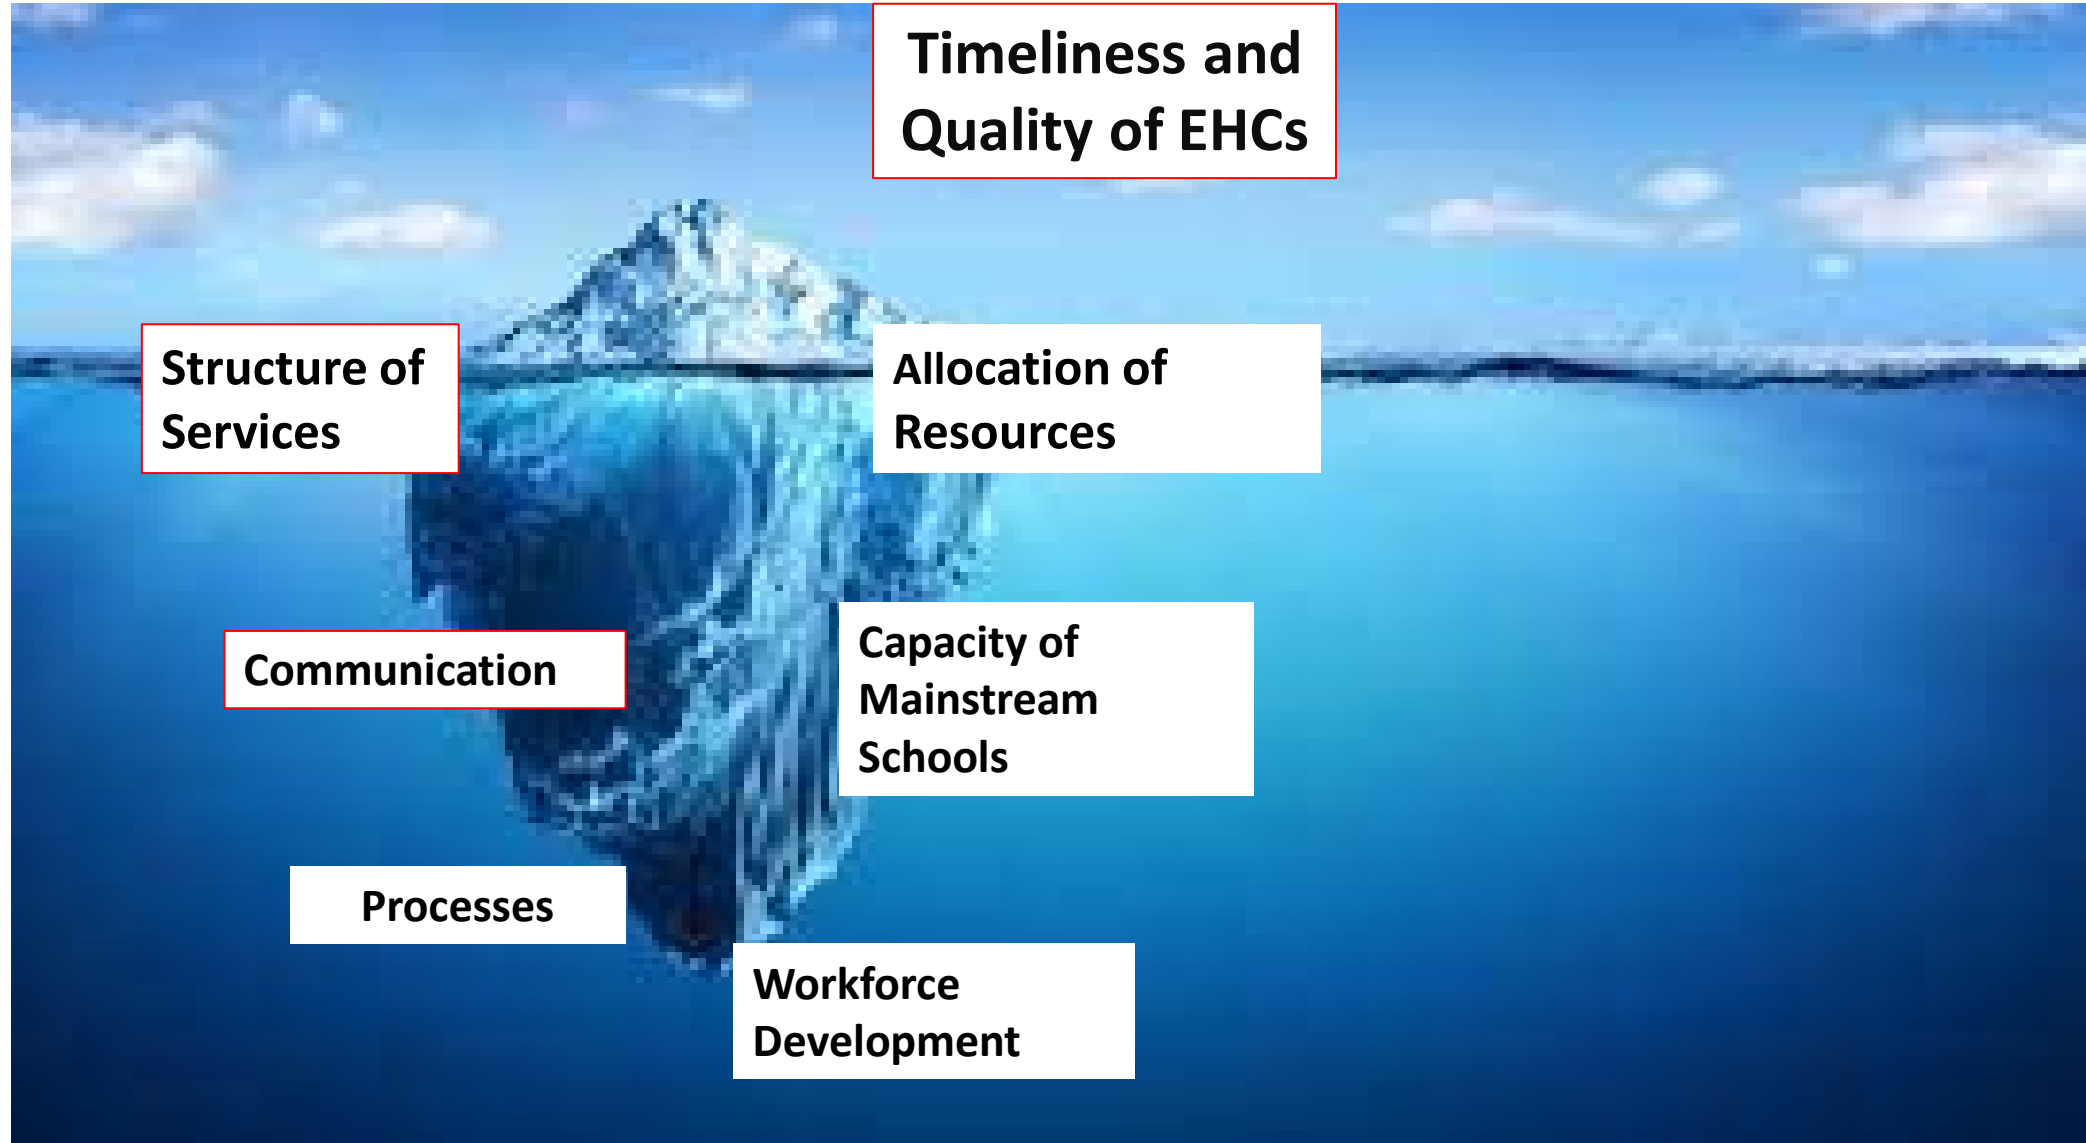 Timeliness and
Quality of EHCs
Structure of
Services
Allocation of
Resources
Communication
Capacity of
Mainstream
Schools
Processes
Workforce
Development